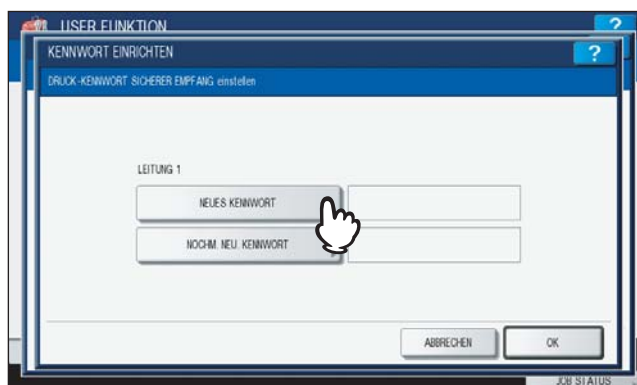 USER FUNKTION
?
KENNWORT EINRICHTEN
?
DRUCK-KENNWORT SICHERER EMPFANG einstellen
LEITUNG 1
NEUES KENNWORT
NOCHM. NEU. KENNWORT
ABBRECHEN
OK
JOB STATUS